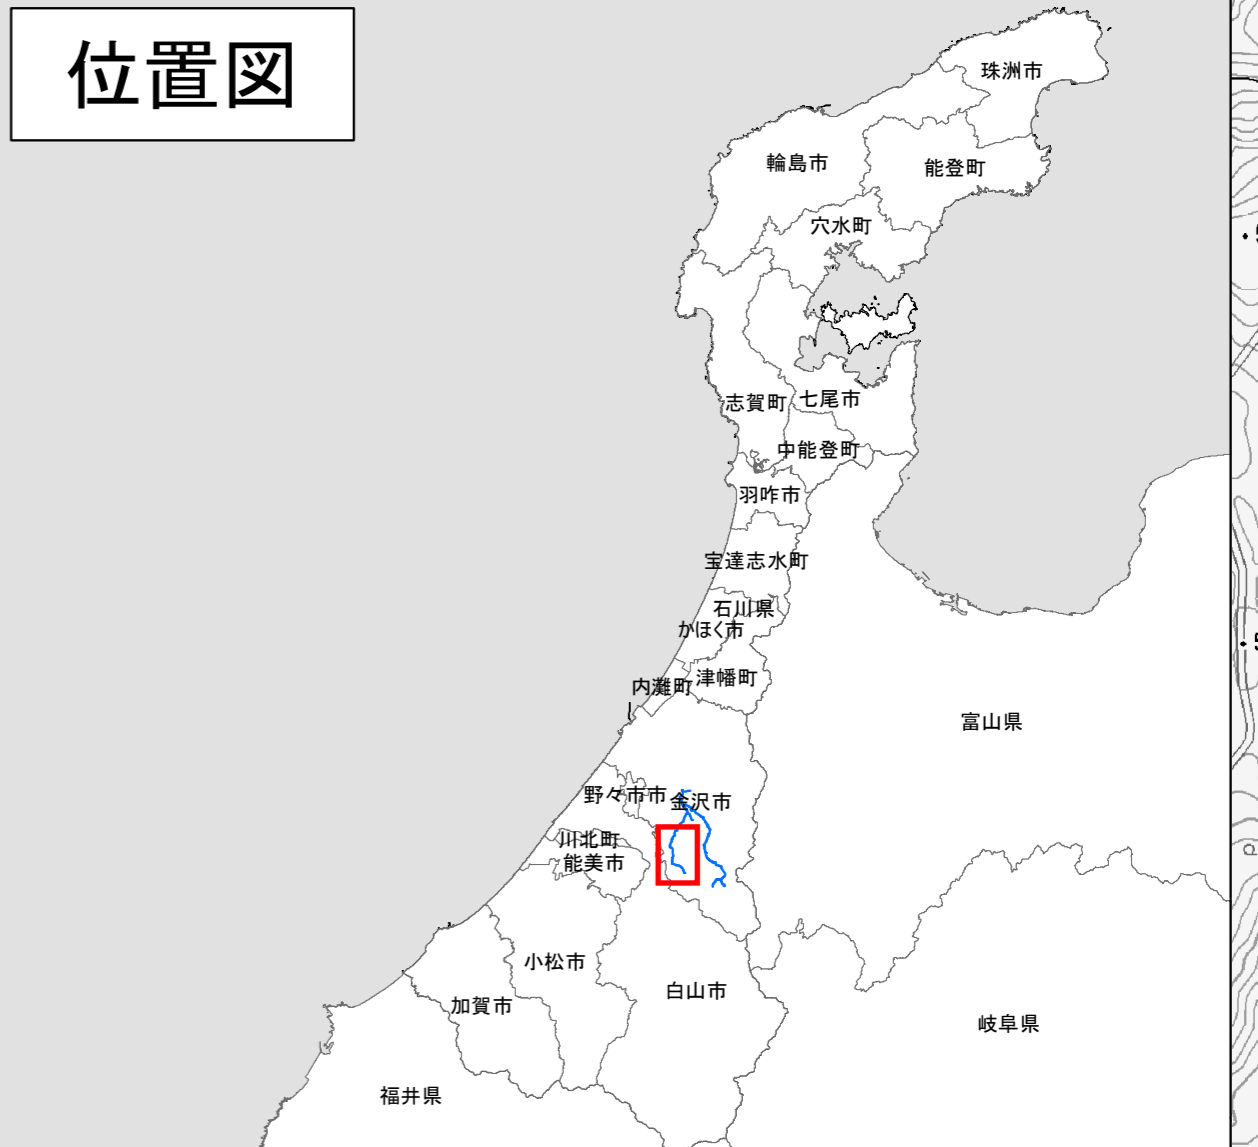 位置図
珠洲市
輪島市
能登町
穴水町
志賀町
七尾市
中能登町
羽咋市
宝達志水町
石川県
かほく市
津幡町
内灘町
富山県
野々市市
金沢市
川北町
能美市
小松市
白山市
加賀市
岐阜県
福井県